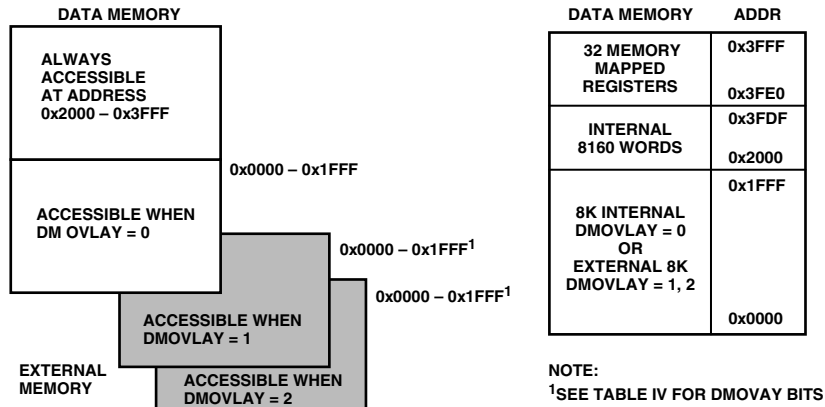 DATA MEMORY
ALWAYS
ACCESSIBLE
AT ADDRESS
0x2000 – 0x3FFF
0x0000 – 0x1FFF
ACCESSIBLE WHEN
DM OVLAY = 0
0x0000 – 0x1FFF1
0x0000 – 0x1FFF1
ACCESSIBLE WHEN
DMOVLAY = 1
EXTERNAL
MEMORY
ACCESSIBLE WHEN
DMOVLAY = 2
DATA MEMORY ADDR
32 MEMORY
MAPPED
REGISTERS
0x3FFF
0x3FE0
INTERNAL
8160 WORDS
0x3FDF
0x2000
8K INTERNAL
DMOVLAY = 0
OR
EXTERNAL 8K
DMOVLAY = 1, 2
0x1FFF
0x0000
NOTE:
1SEE TABLE IV FOR DMOVAY BITS